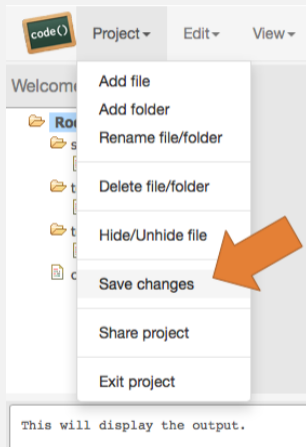 code()
Project
Edit
View
Welcom
Add file
Add folder
Rename file/folder
Delete file/folder
Hide/Unhide file
Save changes
Share project
Exit project
Roo
s
t
t
c
This will display the output.